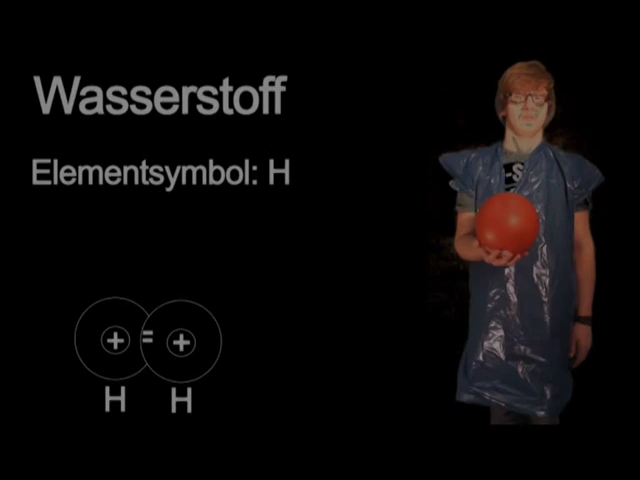 Wasserstoff
Elementsymbol: H
+ = +
H H
-S